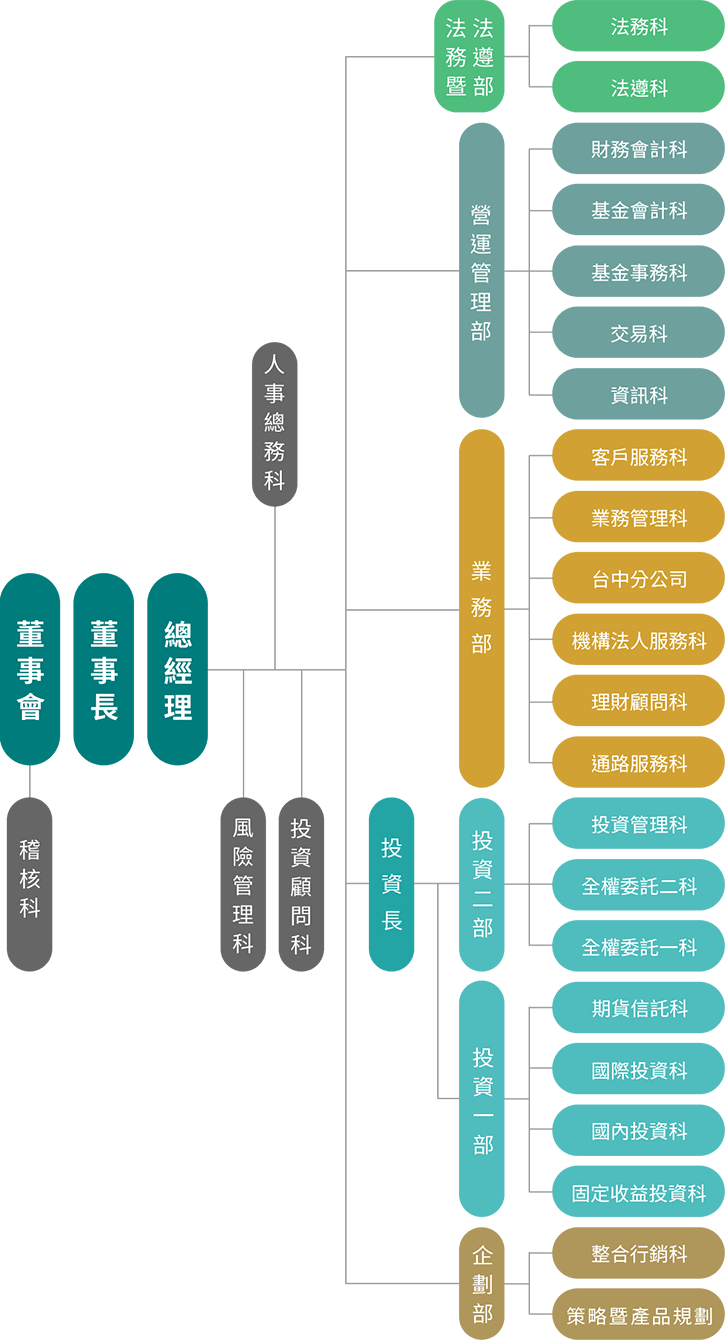 法務暨
法遵部
法務科
法遵科
營運管理部
財務會計科
基金會計科
基金事務科
交易科
資訊科
人事總務科
業務部
客戶服務科
業務管理科
台中分公司
機構法人服務科
理財顧問科
通路服務科
董事會
董事長
總經理
稽核科
風險管理科
投資顧問科
投資長
投資二部
投資管理科
全權委託二科
全權委託一科
投資一部
期貨信託科
國際投資科
國內投資科
固定收益投資科
企劃部
整合行銷科
策略暨產品規劃